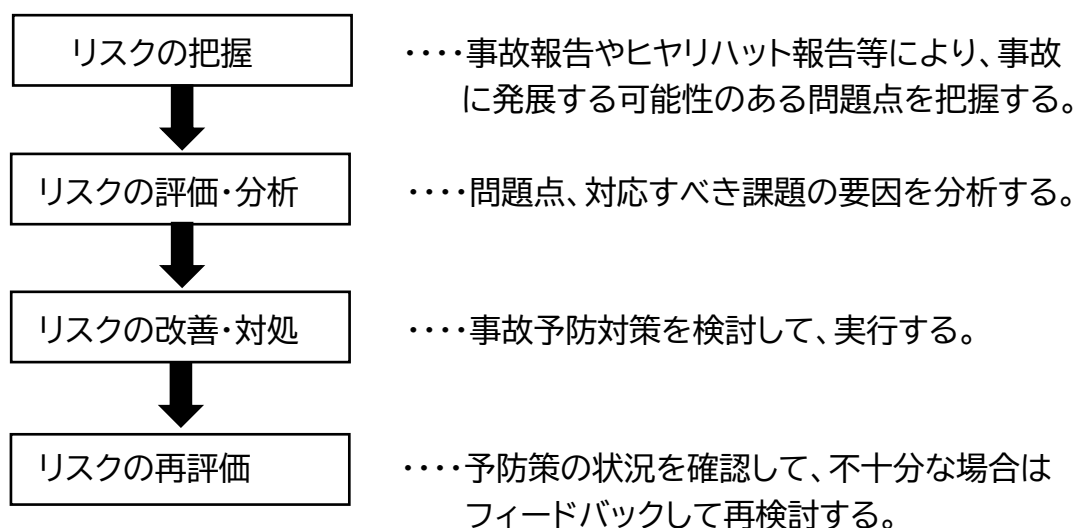 リスクの把握
････事故報告やヒヤリハット報告等により、事故
に発展する可能性のある問題点を把握する。
リスクの評価・分析
････問題点、対応すべき課題の要因を分析する。
リスクの改善・対処
････事故予防対策を検討して、実行する。
リスクの再評価
････予防策の状況を確認して、不十分な場合は
フィードバックして再検討する。